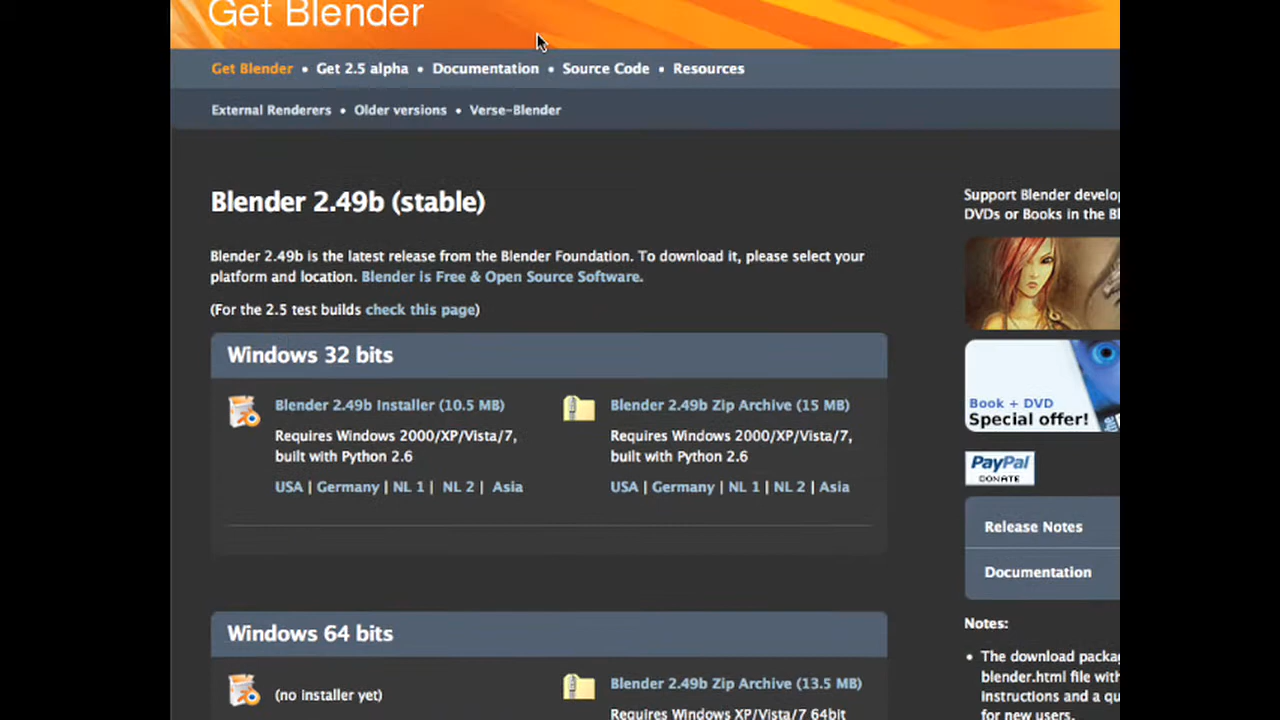 Get Blender
Get Blender • Get 2.5 alpha • Documentation • Source Code • Resources
External Renderers • Older versions • Verse-Blender
Blender 2.49b (stable)
Blender 2.49b is the latest release from the Blender Foundation. To download it, please select your
platform and location. Blender is Free & Open Source Software.
(For the 2.5 test builds check this page)
Windows 32 bits
Blender 2.49b Installer (10.5 MB)
Requires Windows 2000/XP/Vista/7,
built with Python 2.6
USA | Germany | NL 1 | NL 2 | Asia
Blender 2.49b Zip Archive (15 MB)
Requires Windows 2000/XP/Vista/7,
built with Python 2.6
USA | Germany | NL 1 | NL 2 | Asia
Windows 64 bits
(no installer yet)
Blender 2.49b Zip Archive (13.5 MB)
Requires Windows XP/Vista/7 64bit
Support Blender develo
DVDs or Books in the Bl
Book + DVD
Special offer!
PayPal
DONATE
Release Notes
Documentation
Notes:
• The download packa
blender.html file with
instructions and a qu
for new users.